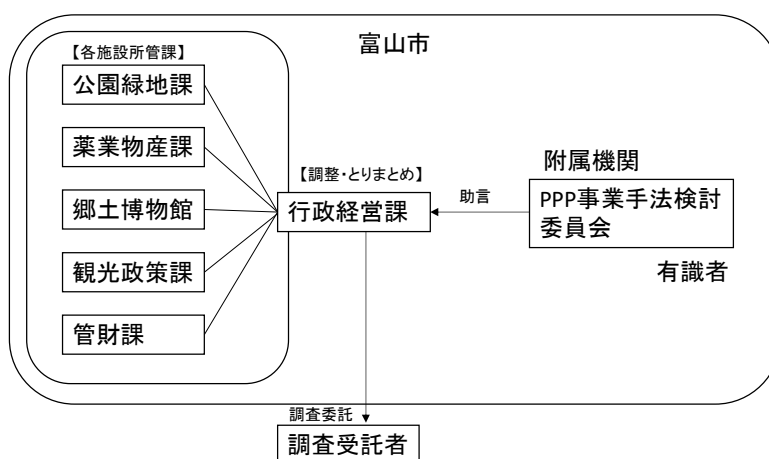 富山市
【各施設所管課】
公園緑地課
薬業物産課
郷土博物館
観光政策課
管財課
【調整・とりまとめ】
行政経営課
助言
附属機関
PPP事業手法検討
委員会
有識者
調査委託
調査受託者